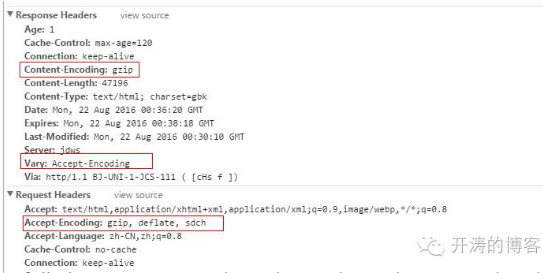 Response Headers view source
Age: 1
Cache-Control: max-age=120
Connection: keep-alive
Content-Encoding: gzip
Content-Length: 47196
Content-Type: text/html; charset=gbk
Date: Mon, 22 Aug 2016 00:36:20 GMT
Expires: Mon, 22 Aug 2016 00:38:18 GMT
Last-Modified: Mon, 22 Aug 2016 00:30:10 GMT
Server: jdws
Vary: Accept-Encoding
Via: http/1.1 BJ-UNI-1-JCS-111 ( [cHs f ])
Request Headers view source
Accept: text/html,application/xhtml+xml,application/xml;q=0.9,image/webp,*/*;q=0.8
Accept-Encoding: gzip, deflate, sdch
Accept-Language: zh-CN,zh;q=0.8
Cache-Control: no-cache
Connection: keep-alive
开涛的博客